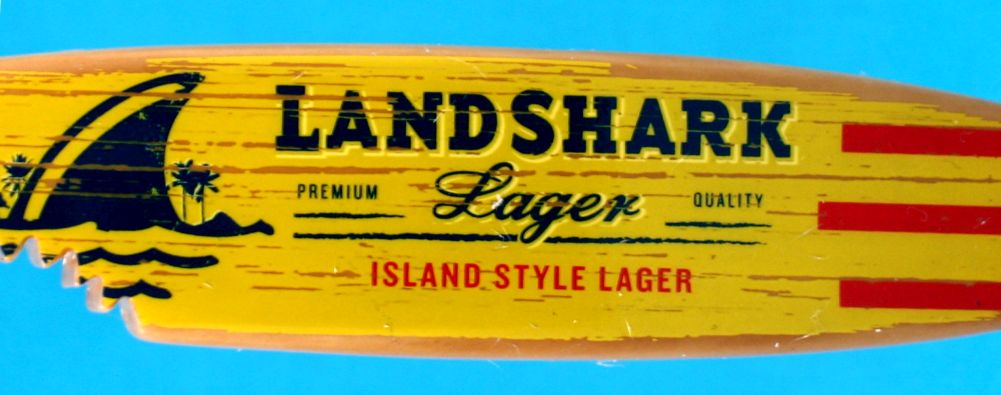 LANDSHARK
PREMIUM Lager QUALITY
ISLAND STYLE LAGER